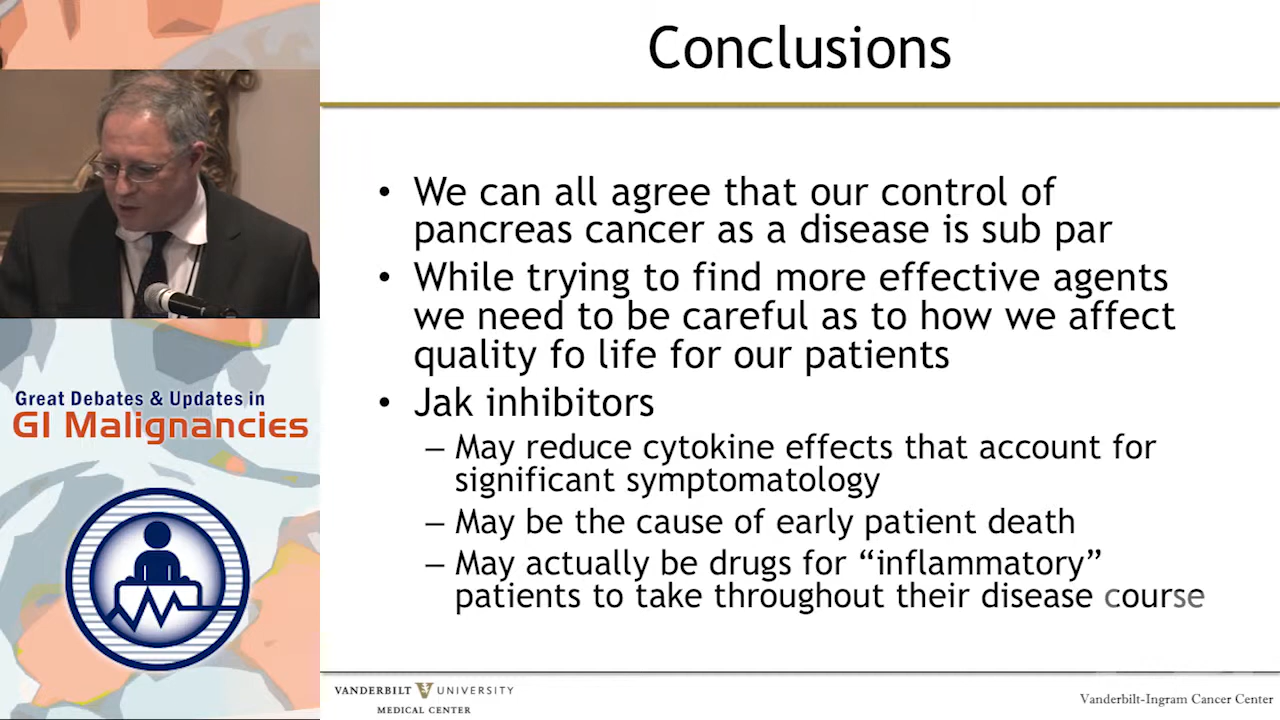 Conclusions
• We can all agree that our control of
pancreas cancer as a disease is sub par
• While trying to find more effective agents
we need to be careful as to how we affect
quality fo life for our patients
• Jak inhibitors
– May reduce cytokine effects that account for
significant symptomatology
– May be the cause of early patient death
– May actually be drugs for “inflammatory”
patients to take throughout their disease course
Great Debates & Updates in
GI Malignancies
VANDERBILT V UNIVERSITY
MEDICAL CENTER
Vanderbilt-Ingram Cancer Center